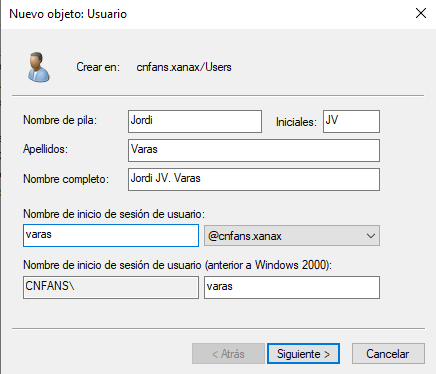 Nuevo objeto: Usuario
Crear en: cnfans.xanax/Users
Nombre de pila: Jordi Iniciales: JV
Apellidos: Varas
Nombre completo: Jordi JV. Varas
Nombre de inicio de sesión de usuario:
varas @cnfans.xanax
Nombre de inicio de sesión de usuario (anterior a Windows 2000):
CNFANS\ varas
< Atrás Siguiente > Cancelar